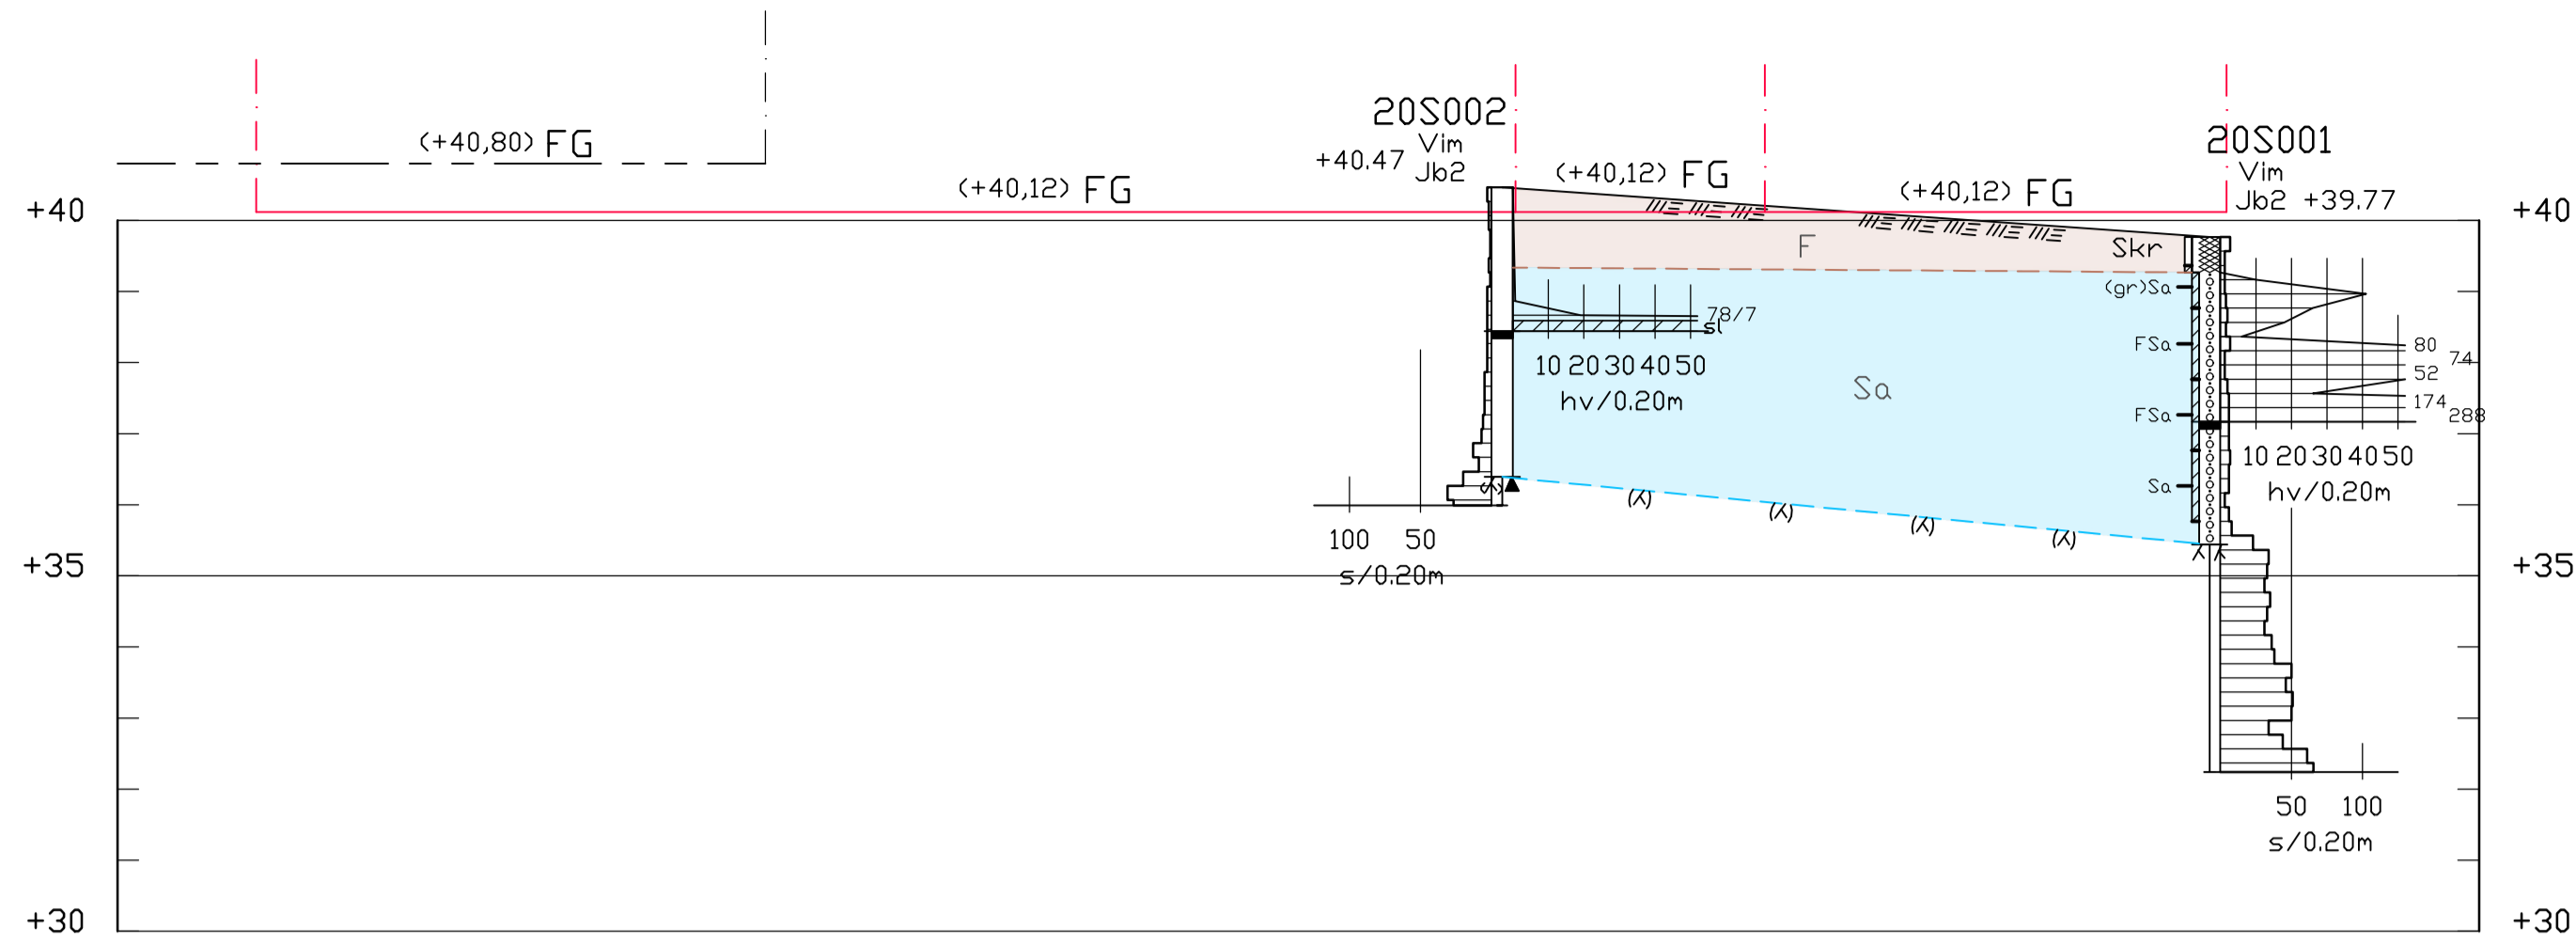 20S002
Vim
+40.47 Jb2
20S001
Vim
Jb2 +39.77
(+40,80) FG
(+40,12) FG
(+40,12) FG
(+40,12) FG
+40
+40
F
Skr
(gr)Sa
78/7
sl
FSa
80
74
10 20 30 40 50
52
hv/0.20m
Sa
174
FSa
288
10 20 30 40 50
hv/0.20m
Sa
(λ)
(λ)
(λ)
(λ)
(λ)
100 50
s/0.20m
λ λ
+35
+35
50 100
s/0.20m
+30
+30